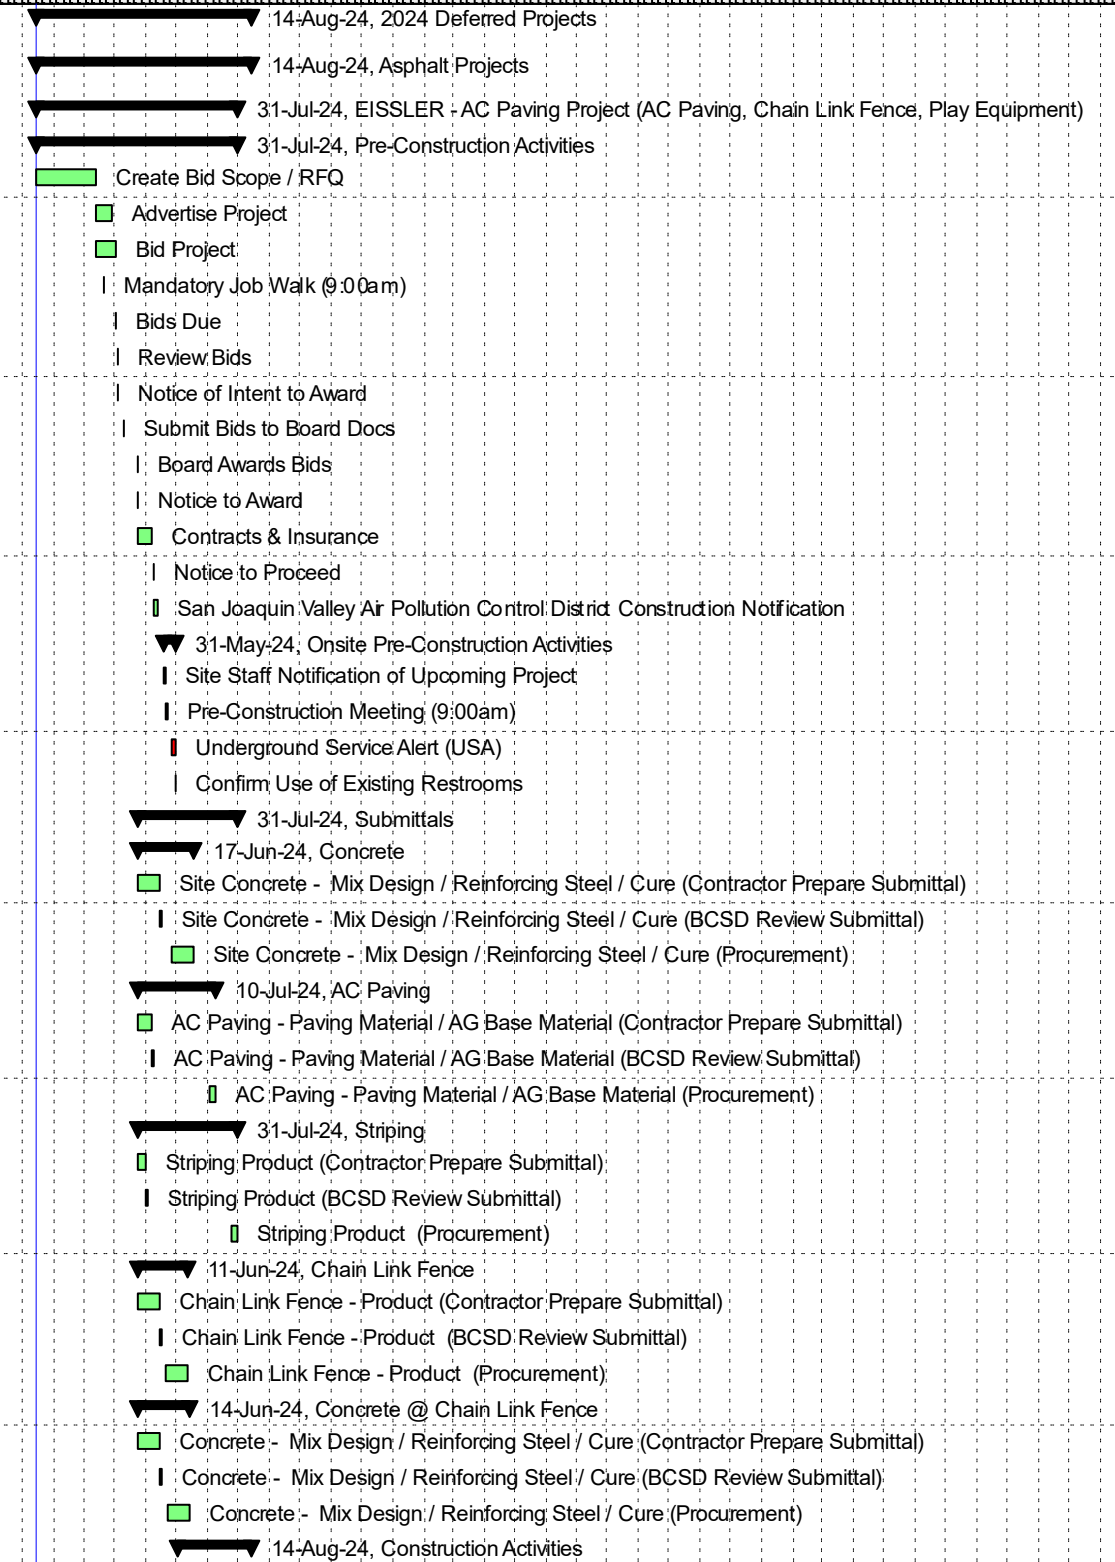 14-Aug-24, 2024 Deferred Projects
14-Aug-24, Asphalt Projects
31-Jul-24, EISSLER - AC Paving Project (AC Paving, Chain Link Fence, Play Equipment)
31-Jul-24, Pre-Construction Activities
Create Bid Scope / RFQ
Advertise Project
Bid Project
Mandatory Job Walk (9:00am)
Bids Due
Review Bids
Notice of Intent to Award
Submit Bids to Board Docs
Board Awards Bids
Notice to Award
Contracts & Insurance
Notice to Proceed
San Joaquin Valley Air Pollution Control District Construction Notification
31-May-24, Onsite Pre-Construction Activities
Site Staff Notification of Upcoming Project
Pre-Construction Meeting (9:00am)
Underground Service Alert (USA)
Confirm Use of Existing Restrooms
31-Jul-24, Submittals
17-Jun-24, Concrete
Site Concrete - Mix Design / Reinforcing Steel / Cure (Contractor Prepare Submittal)
Site Concrete - Mix Design / Reinforcing Steel / Cure (BCSD Review Submittal)
Site Concrete - Mix Design / Reinforcing Steel / Cure (Procurement)
10-Jul-24, AC Paving
AC Paving - Paving Material / AG Base Material (Contractor Prepare Submittal)
AC Paving - Paving Material / AG Base Material (BCSD Review Submittal)
AC Paving - Paving Material / AG Base Material (Procurement)
31-Jul-24, Striping
Striping Product (Contractor Prepare Submittal)
Striping Product (BCSD Review Submittal)
Striping Product (Procurement)
11-Jun-24, Chain Link Fence
Chain Link Fence - Product (Contractor Prepare Submittal)
Chain Link Fence - Product (BCSD Review Submittal)
Chain Link Fence - Product (Procurement)
14-Jun-24, Concrete @ Chain Link Fence
Concrete - Mix Design / Reinforcing Steel / Cure (Contractor Prepare Submittal)
Concrete - Mix Design / Reinforcing Steel / Cure (BCSD Review Submittal)
Concrete - Mix Design / Reinforcing Steel / Cure (Procurement)
14-Aug-24, Construction Activities